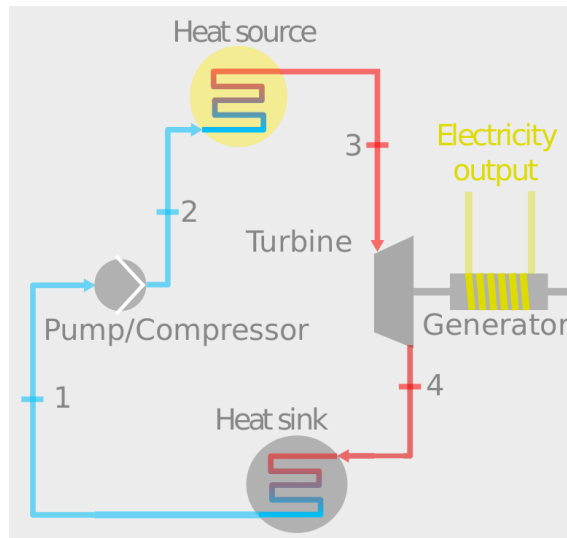 Heat source
Electricity
output
3
2
Turbine
Pump/Compressor
Generator
1
4
Heat sink